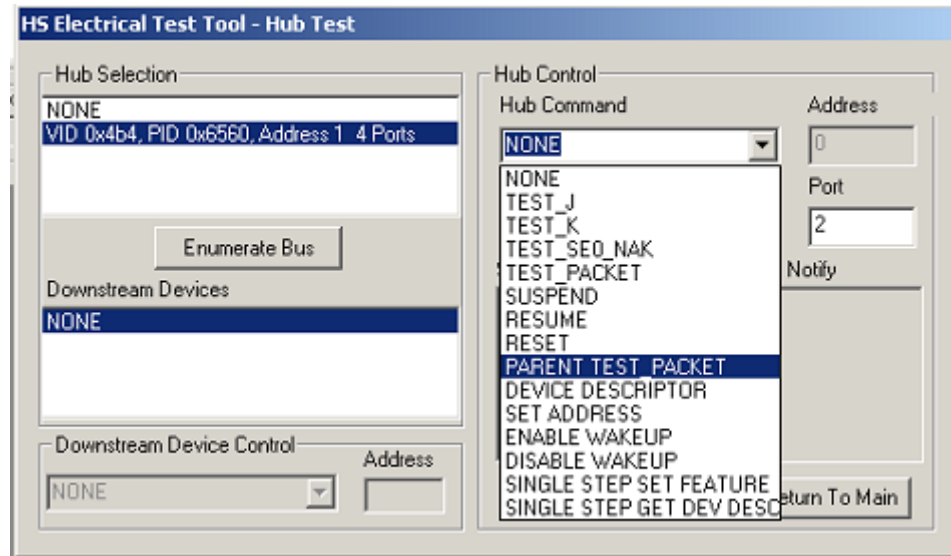 HS Electrical Test Tool - Hub Test
Hub Selection
NONE
VID 0x4b4, PID 0x6560, Address 1 4 Ports
Enumerate Bus
Downstream Devices
NONE
Downstream Device Control
Address
NONE
Hub Control
Hub Command
Address
NONE
0
Port
2
NONE
TEST_J
TEST_K
TEST_SE0_NAK
TEST_PACKET
SUSPEND
RESUME
RESET
PARENT TEST_PACKET
DEVICE DESCRIPTOR
SET ADDRESS
ENABLE WAKEUP
DISABLE WAKEUP
SINGLE STEP SET FEATURE
SINGLE STEP GET DEV DESC
Notify
eturn To Main